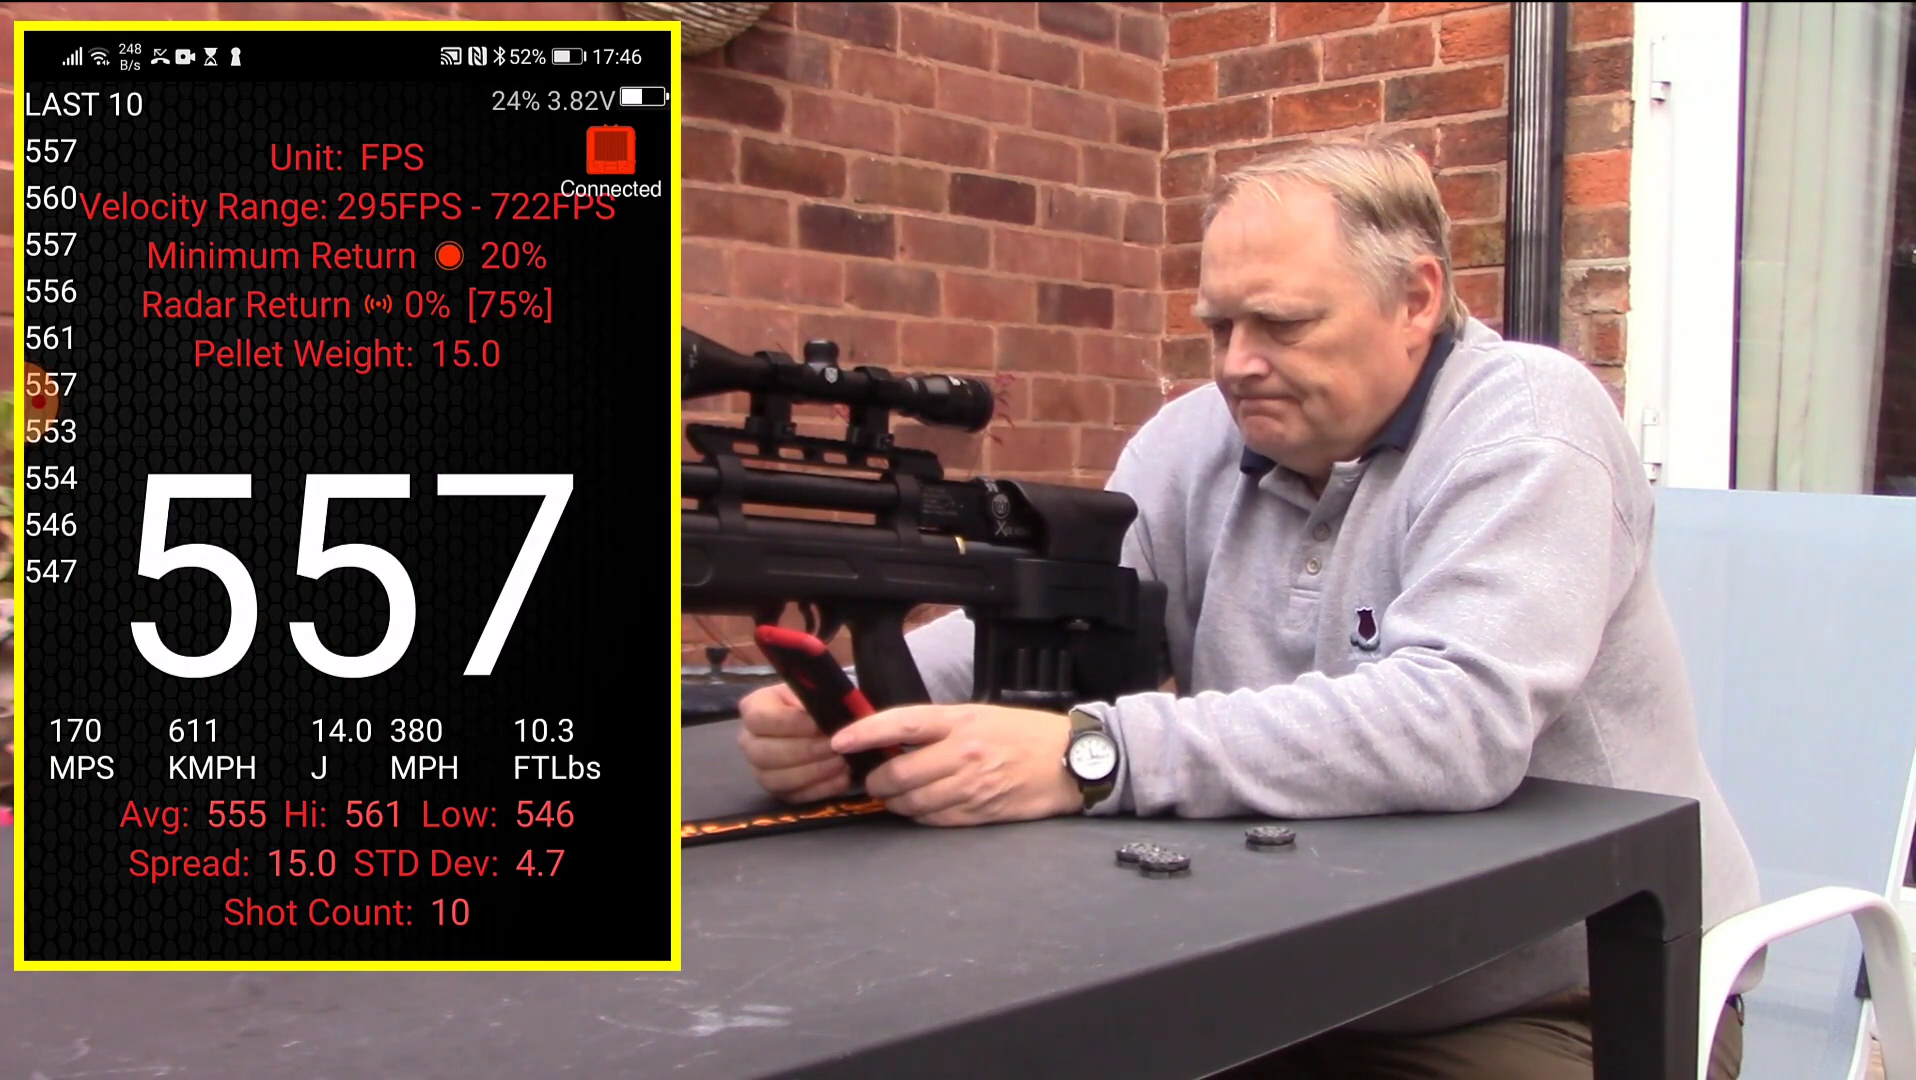 248
B/s
52% 17:46
LAST 10
24% 3.82V
557
560
557
556
561
557
553
554
546
547
Unit: FPS
Connected
Velocity Range: 295FPS - 722FPS
Minimum Return 20%
Radar Return 0% [75%]
Pellet Weight: 15.0
557
170 611 14.0 380 10.3
MPS KMPH J MPH FTLbs
Avg: 555 Hi: 561 Low: 546
Spread: 15.0 STD Dev: 4.7
Shot Count: 10